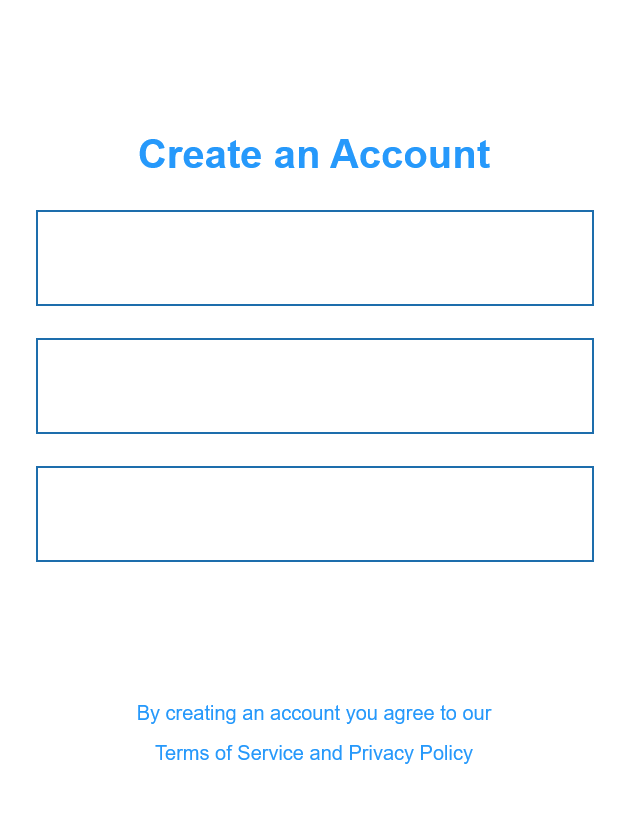 Create an Account
By creating an account you agree to our
Terms of Service and Privacy Policy